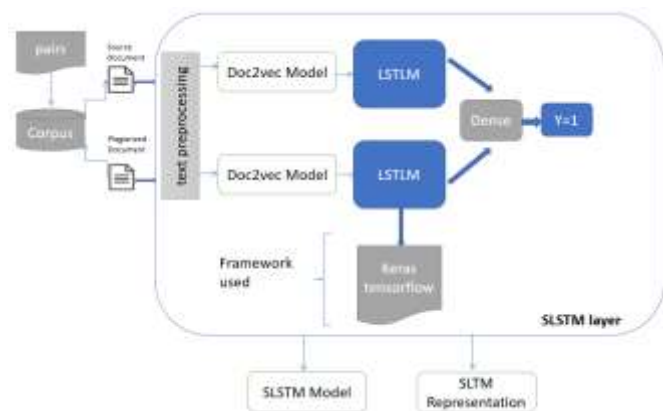 pairs
Corpus
Source
document
Plagiarized
Document
text preprocessing
Doc2vec Model
LSTLM
Doc2vec Model
LSTLM
Dense
Y=1
Framework
used
Keras
tensorflow
SLSTM layer
SLSTM Model
SLTM
Representation